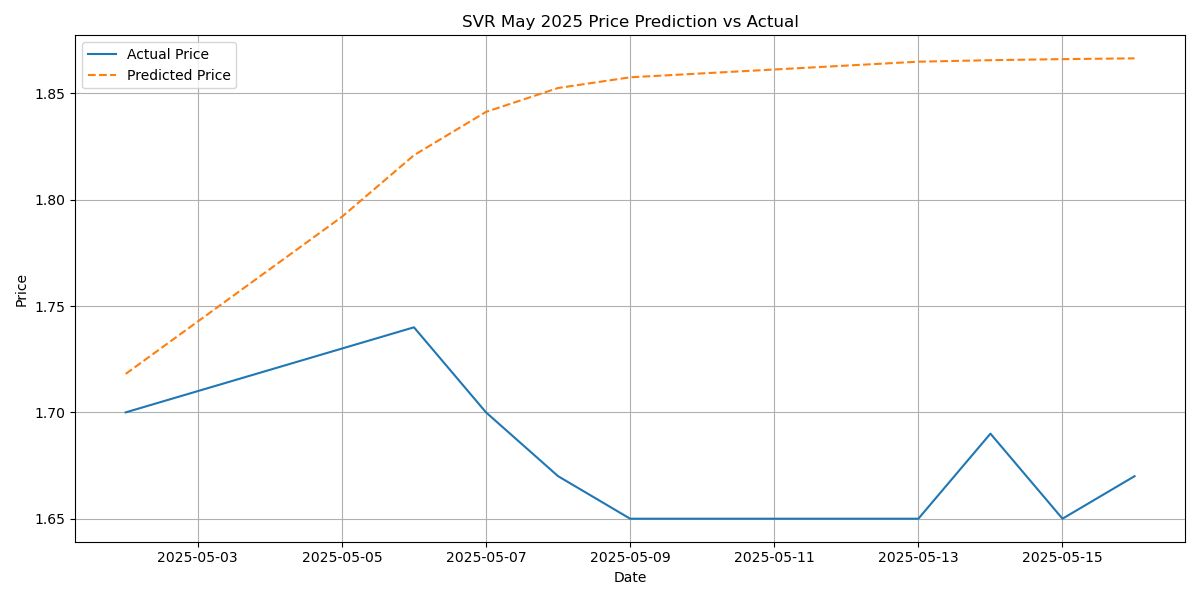 SVR May 2025 Price Prediction vs Actual
Actual Price
Predicted Price
Price
1.85
1.80
1.75
1.70
1.65
2025-05-03 2025-05-05 2025-05-07 2025-05-09 2025-05-11 2025-05-13 2025-05-15
Date